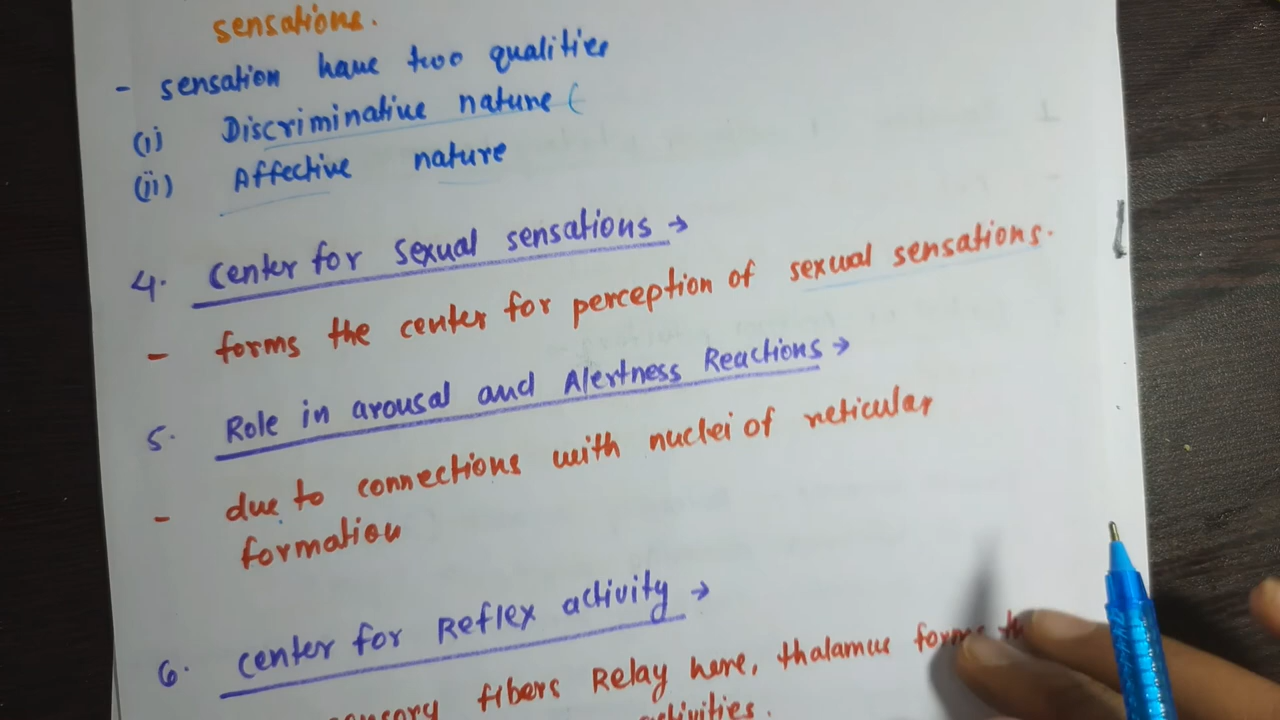 sensations.
- sensation have two qualities
(i) Discriminative nature (
(ii) Affective nature
4. Center for sexual sensations →
- forms the center for perception of sexual sensations.
5. Role in arousal and Alertness Reactions →
- due to connections with nuclei of reticular
formation
6. Center for Reflex activity →
fibers Relay here, thalamus forms
activities.